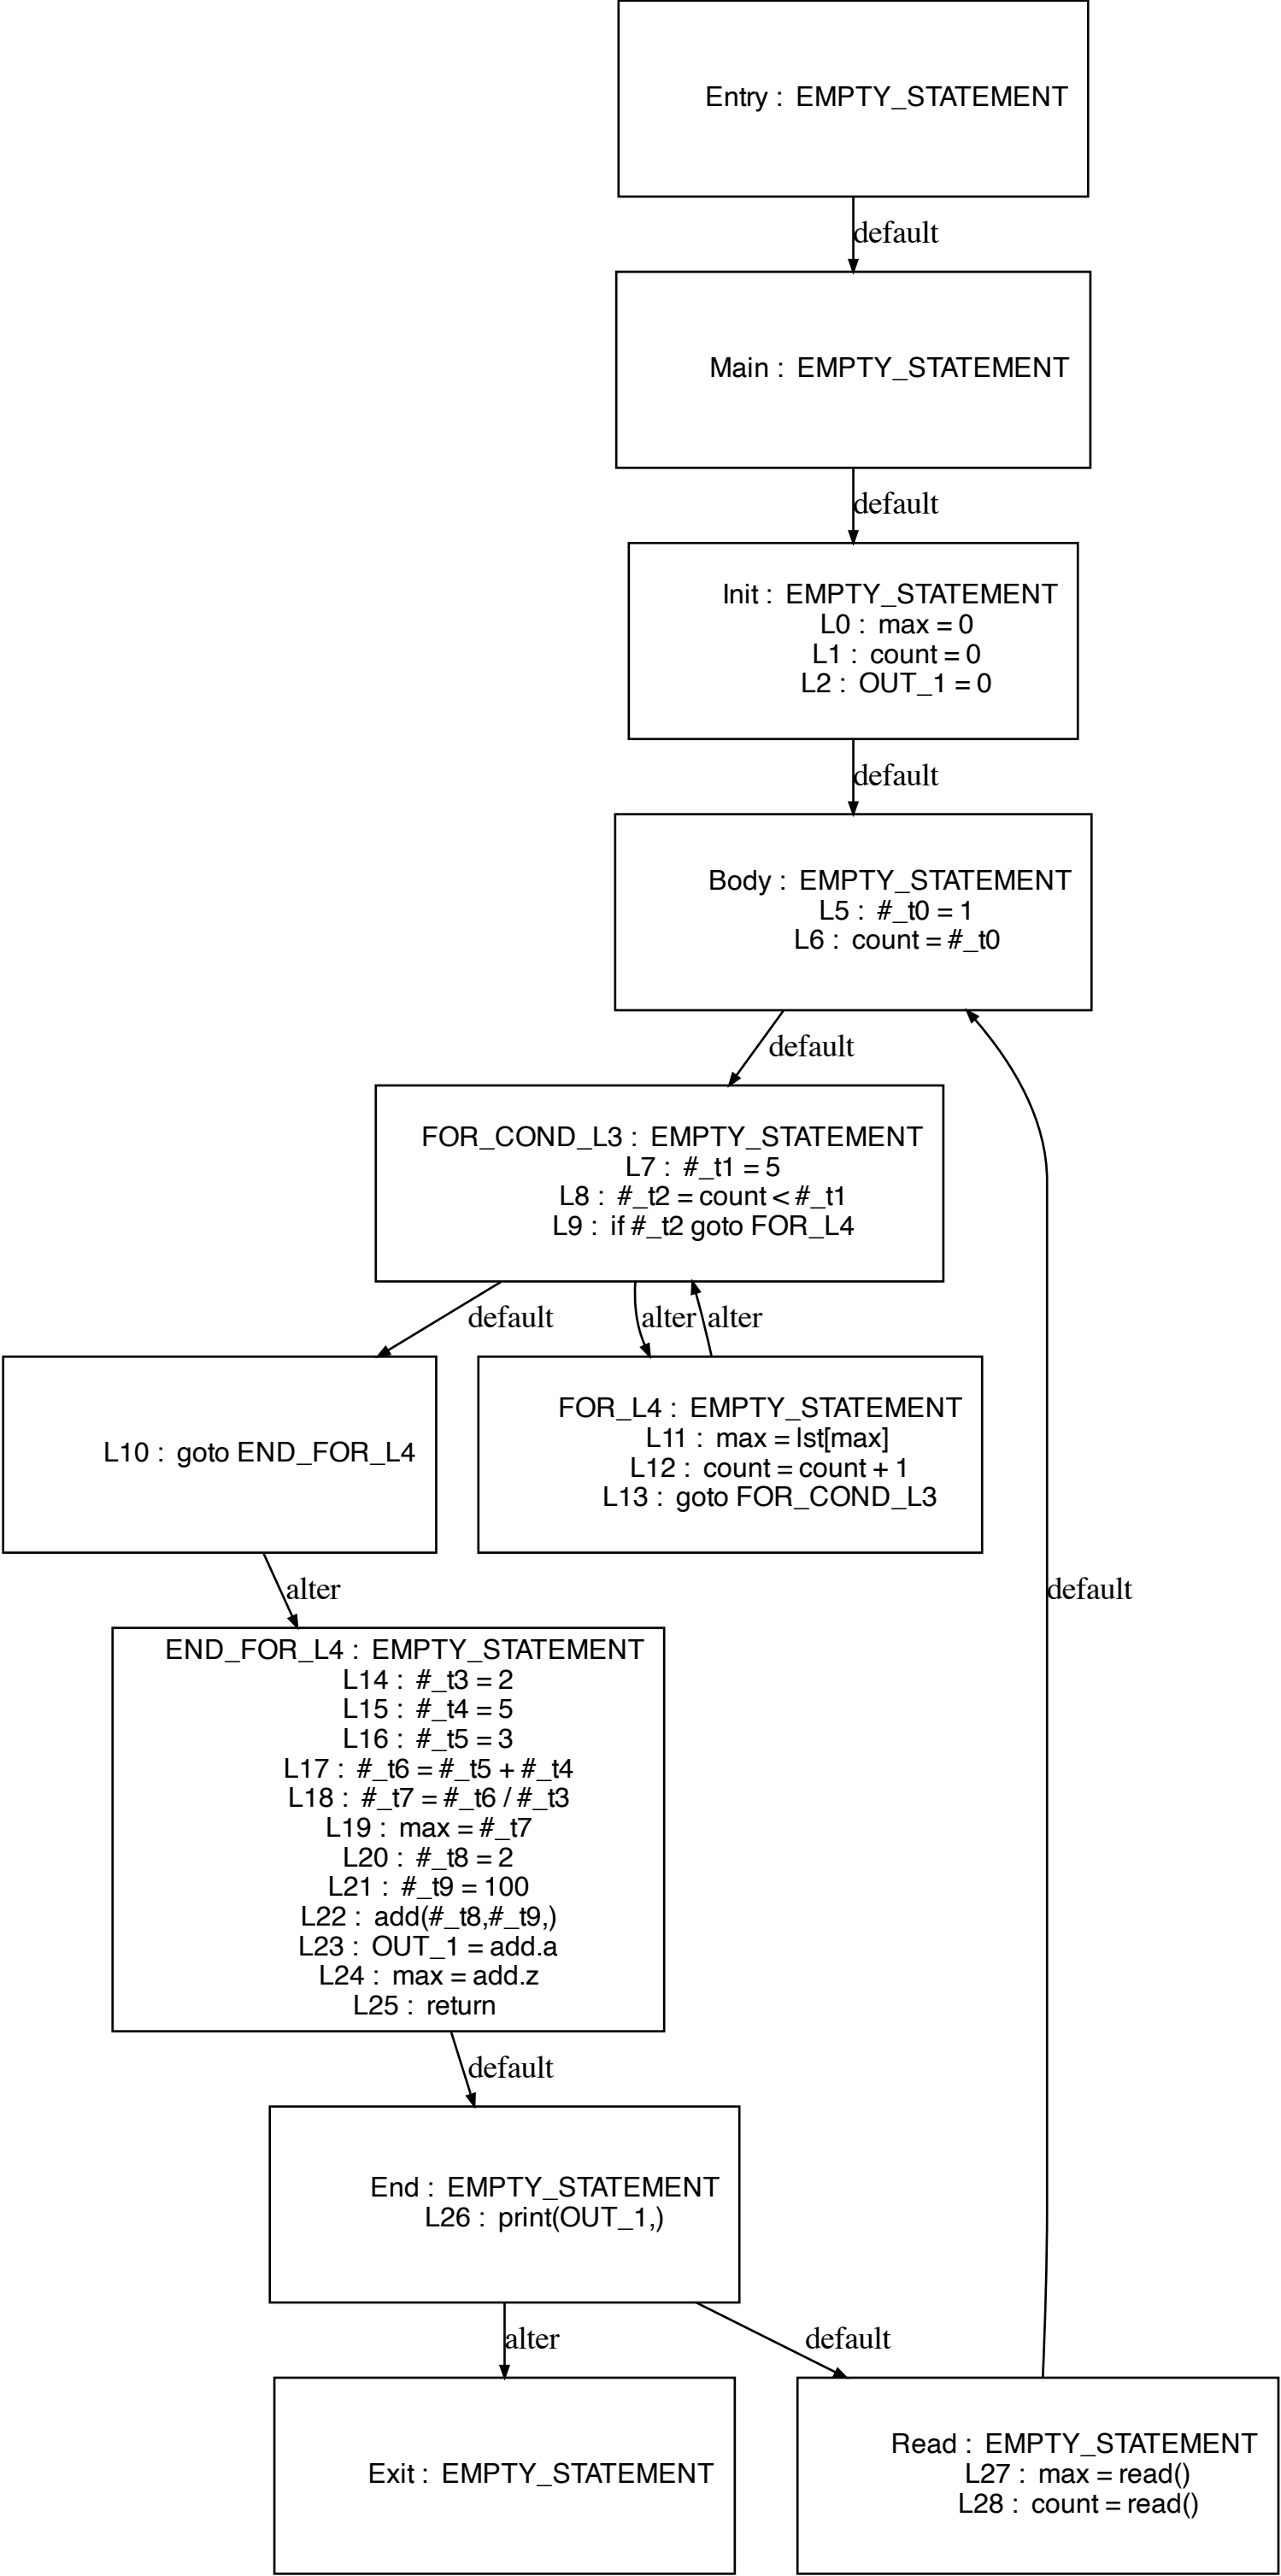 Entry : EMPTY_STATEMENT
default
Main : EMPTY_STATEMENT
default
Init : EMPTY_STATEMENT
L0 : max = 0
L1 : count = 0
L2 : OUT_1 = 0
default
Body : EMPTY_STATEMENT
L5 : #_t0 = 1
L6 : count = #_t0
default
FOR_COND_L3 : EMPTY_STATEMENT
L7 : #_t1 = 5
L8 : #_t2 = count < #_t1
L9 : if #_t2 goto FOR_L4
default
alter
alter
L10 : goto END_FOR_L4
FOR_L4 : EMPTY_STATEMENT
L11 : max = lst[max]
L12 : count = count + 1
L13 : goto FOR_COND_L3
alter
default
END_FOR_L4 : EMPTY_STATEMENT
L14 : #_t3 = 2
L15 : #_t4 = 5
L16 : #_t5 = 3
L17 : #_t6 = #_t5 + #_t4
L18 : #_t7 = #_t6 / #_t3
L19 : max = #_t7
L20 : #_t8 = 2
L21 : #_t9 = 100
L22 : add(#_t8,#_t9,)
L23 : OUT_1 = add.a
L24 : max = add.z
L25 : return
default
End : EMPTY_STATEMENT
L26 : print(OUT_1,)
alter
default
Exit : EMPTY_STATEMENT
Read : EMPTY_STATEMENT
L27 : max = read()
L28 : count = read()